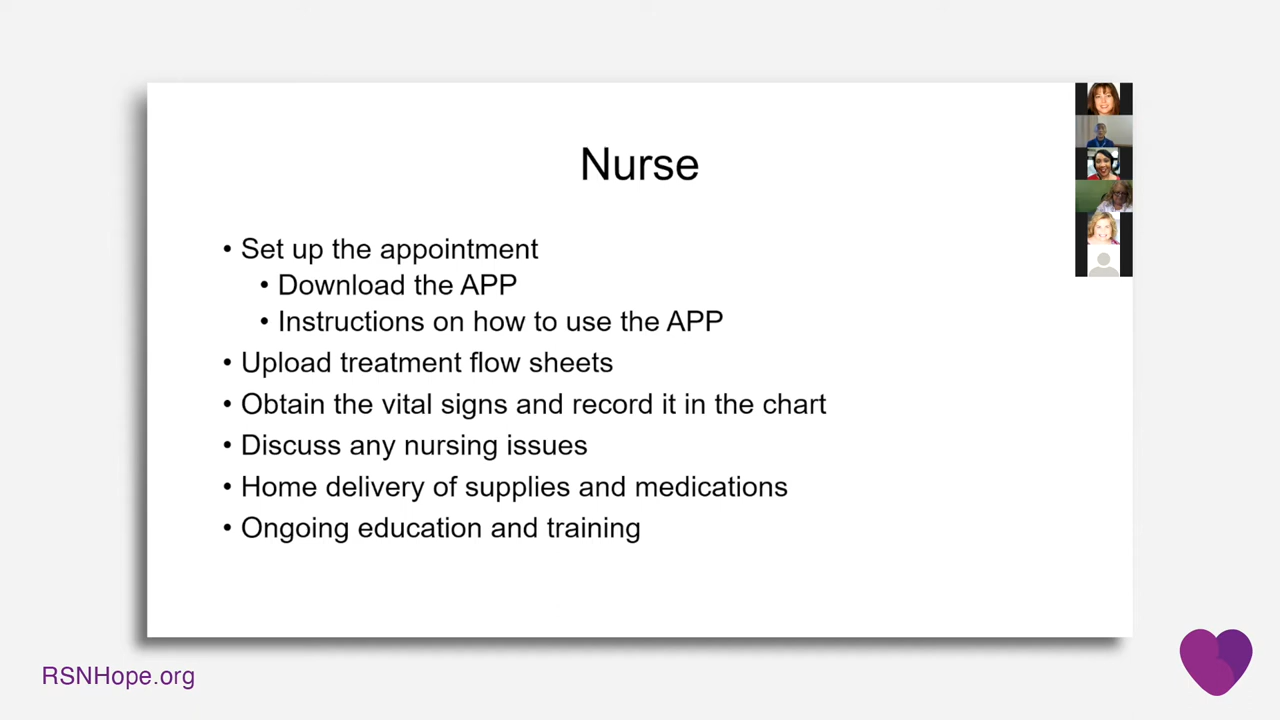 Nurse
• Set up the appointment
• Download the APP
• Instructions on how to use the APP
• Upload treatment flow sheets
• Obtain the vital signs and record it in the chart
• Discuss any nursing issues
• Home delivery of supplies and medications
• Ongoing education and training
RSNHope.org